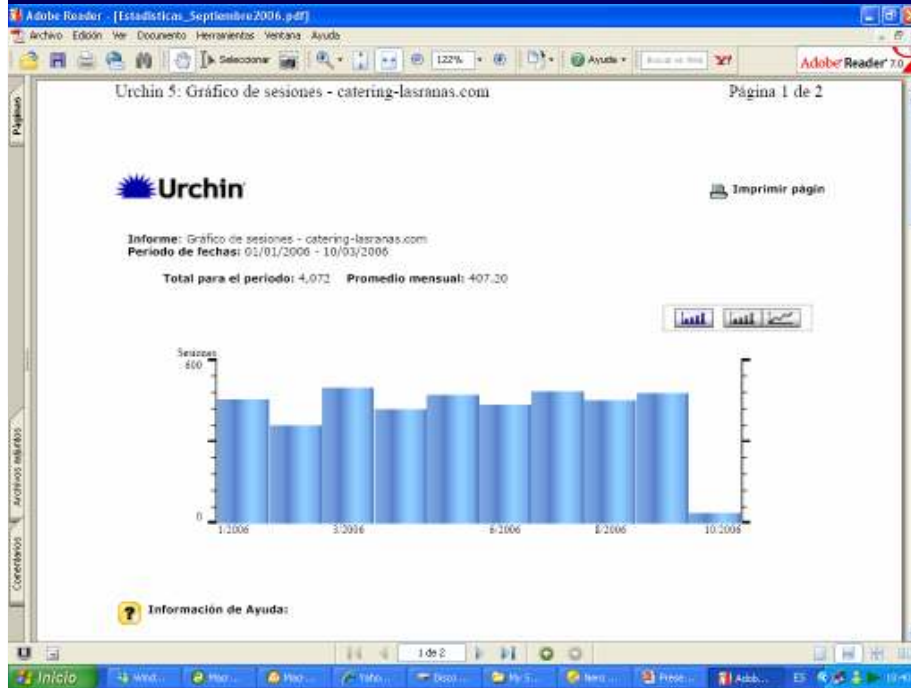 Adobe Reader - [Estadisticas_Septiembre2006.pdf]
Archivo Edición Ver Documento Herramientas Ventana Ayuda
Seleccionar 122% Ayuda Y!
Adobe Reader 7.0
Urchin 5: Gráfico de sesiones - catering-lasranas.com Página 1 de 2
Páginas
Urchin
Imprimir págin
Informe: Gráfico de sesiones - catering-lasranas.com
Periodo de fechas: 01/01/2006 - 10/03/2006
Total para el periodo: 4,072 Promedio mensual: 407.20
Sesiones
600
0
1/2006 3/2006 6/2006 8/2006 10/2006
Archivos adjuntos
Comentarios
? Información de Ayuda:
1 de 2
Inicio ES